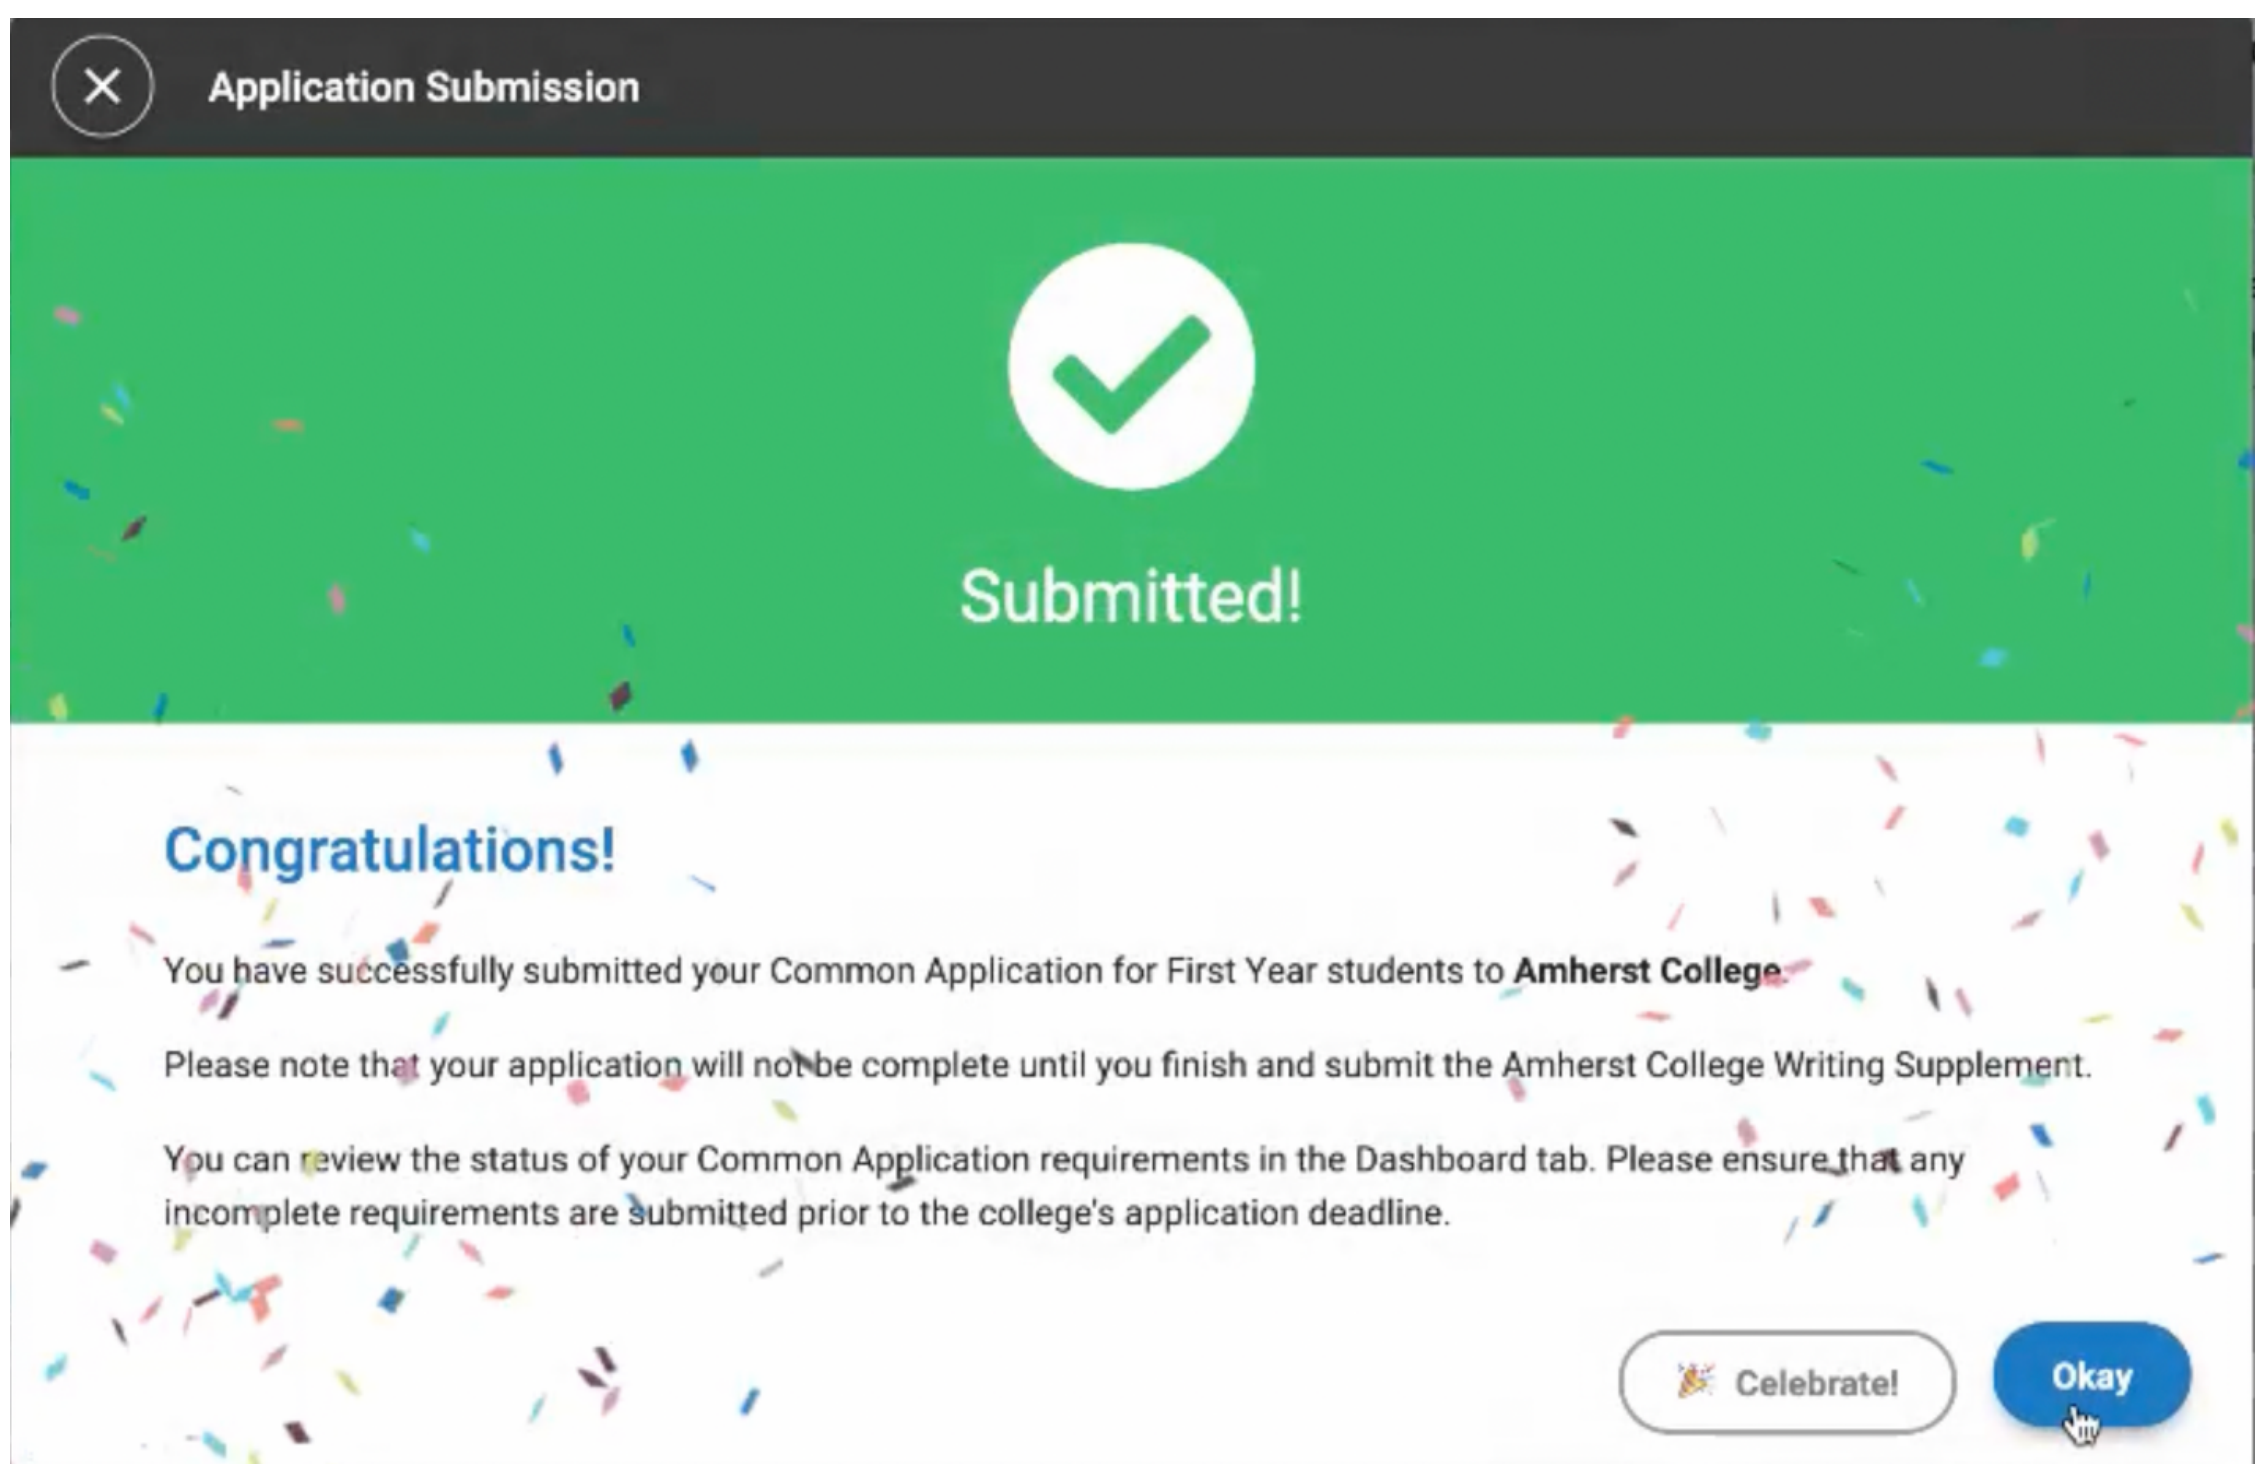 Application Submission
Submitted!
Congratulations!
You have successfully submitted your Common Application for First Year students to Amherst College.
Please note that your application will not be complete until you finish and submit the Amherst College Writing Supplement.
You can review the status of your Common Application requirements in the Dashboard tab. Please ensure that any
incomplete requirements are submitted prior to the college's application deadline.
Celebrate!
Okay